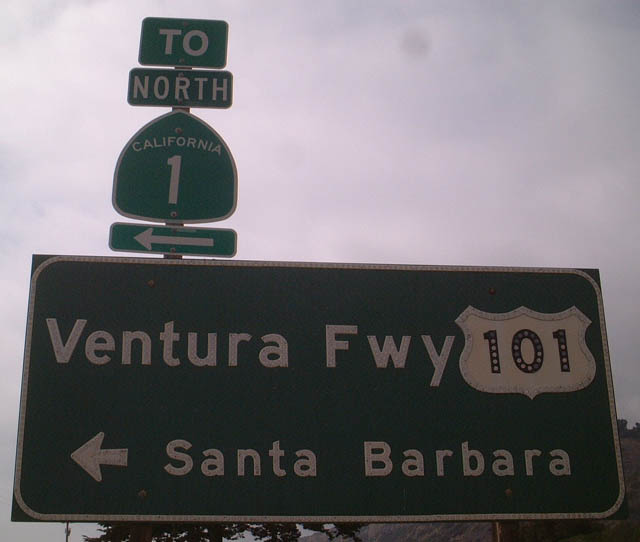 TO
NORTH
CALIFORNIA
1
Ventura Fwy 101
Santa Barbara